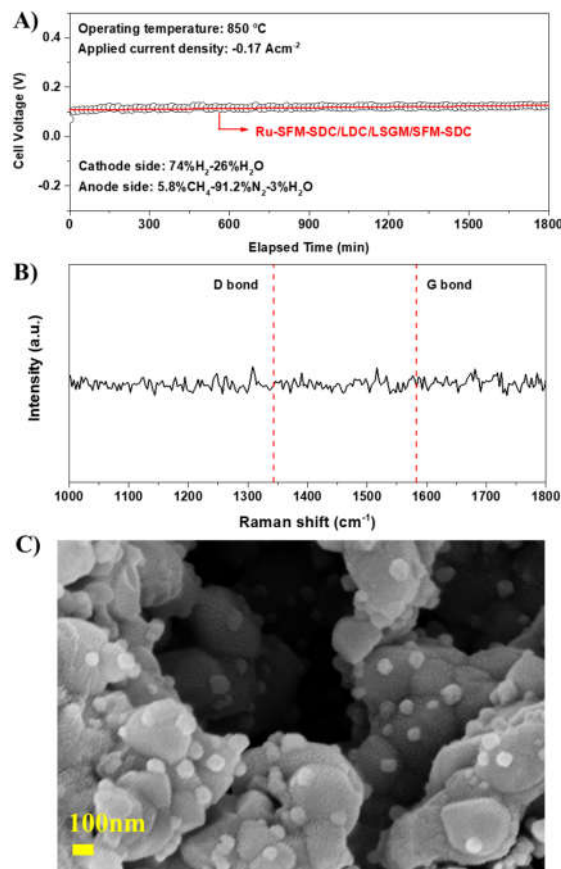 A)
Operating temperature: 850 °C
Applied current density: -0.17 Acm⁻²
Ru-SFM-SDC/LDC/LSGM/SFM-SDC
Cathode side: 74%H₂-26%H₂O
Anode side: 5.8%CH₄-91.2%N₂-3%H₂O
Cell Voltage (V)
0.4
0.2
0.0
-0.2
0 300 600 900 1200 1500 1800
Elapsed Time (min)
B)
D bond G bond
Intensity (a.u.)
1000 1100 1200 1300 1400 1500 1600 1700 1800
Raman shift (cm⁻¹)
C)
100nm